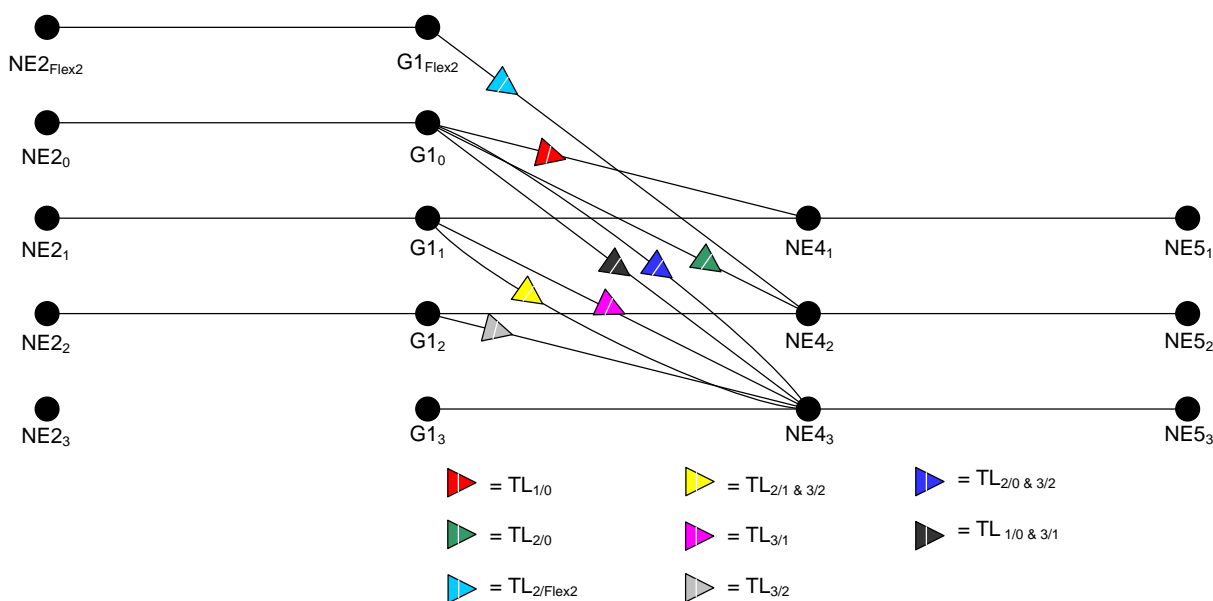 NE2Flex2 G1Flex2
NE20 G10
NE21 G11 NE41 NE51
NE22 G12 NE42 NE52
NE23 G13 NE43 NE53
= TL1/0 = TL2/1 & 3/2 = TL2/0 & 3/2
= TL2/0 = TL3/1 = TL 1/0 & 3/1
= TL2/Flex2 = TL3/2